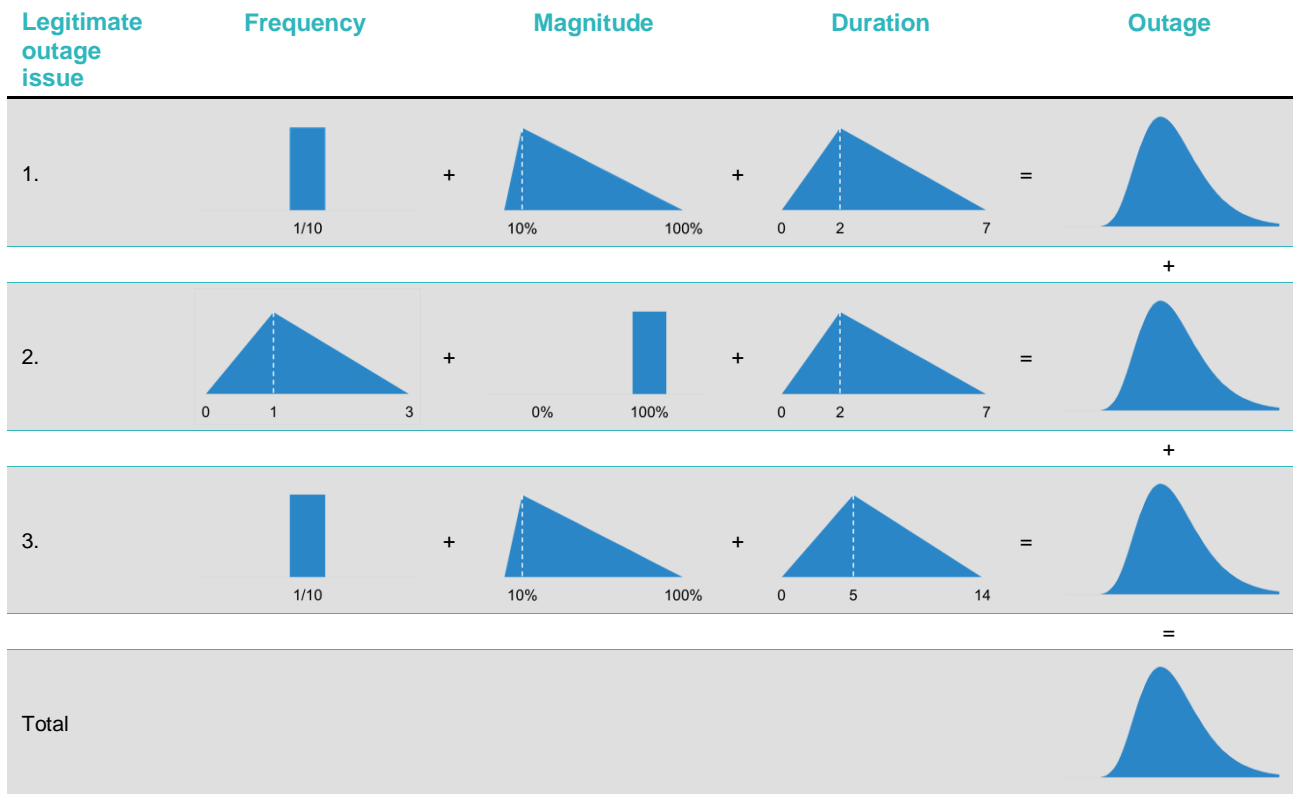 Legitimate outage issue Frequency Magnitude Duration Outage
1. + + =
1/10 10% 100% 0 2 7
+
2. + + =
0 1 3 0% 100% 0 2 7
+
3. + + =
1/10 10% 100% 0 5 14
=
Total